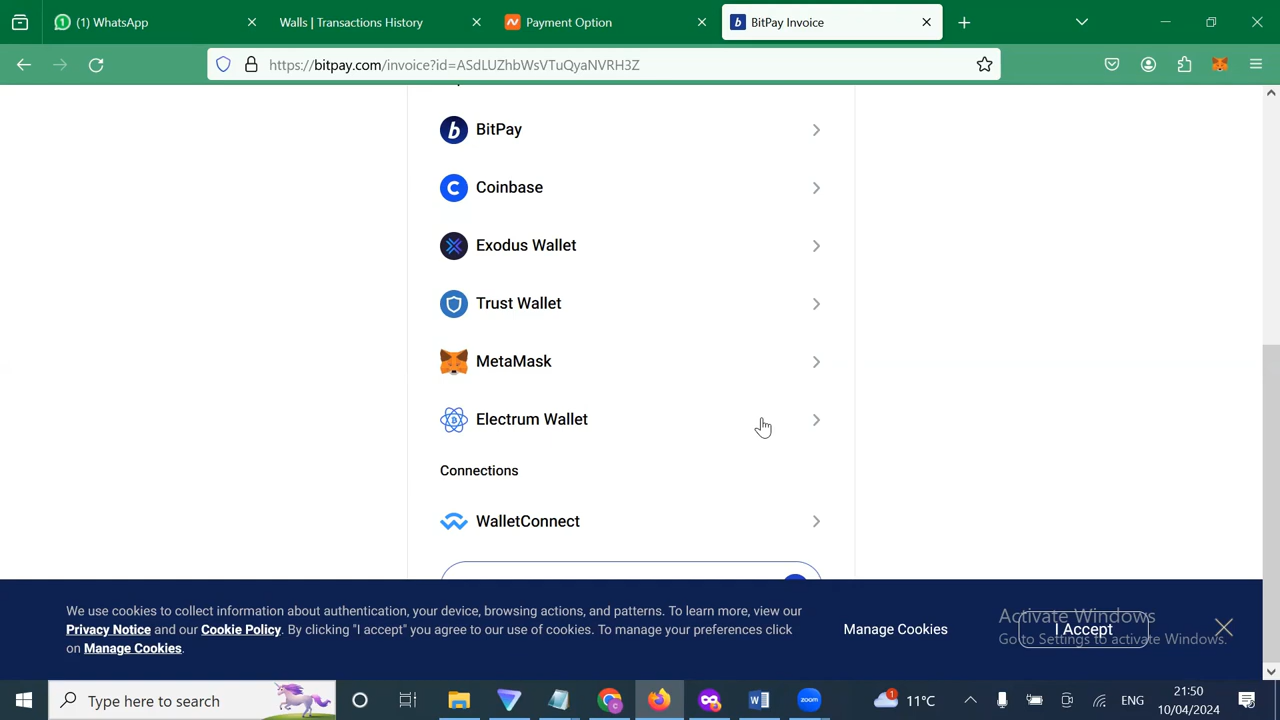 (1) WhatsApp
Walls | Transactions History
Payment Option
BitPay Invoice
https://bitpay.com/invoice?id=ASdLUZhbWsVTuQyaNVRH3Z
BitPay
Coinbase
Exodus Wallet
Trust Wallet
MetaMask
Electrum Wallet
Connections
WalletConnect
We use cookies to collect information about authentication, your device, browsing actions, and patterns. To learn more, view our
Privacy Notice and our Cookie Policy. By clicking "I accept" you agree to our use of cookies. To manage your preferences click
on Manage Cookies.
Manage Cookies
I Accept
Activate Windows
Go to Settings to activate Windows.
Type here to search
1
11°C
ENG
21:50
10/04/2024